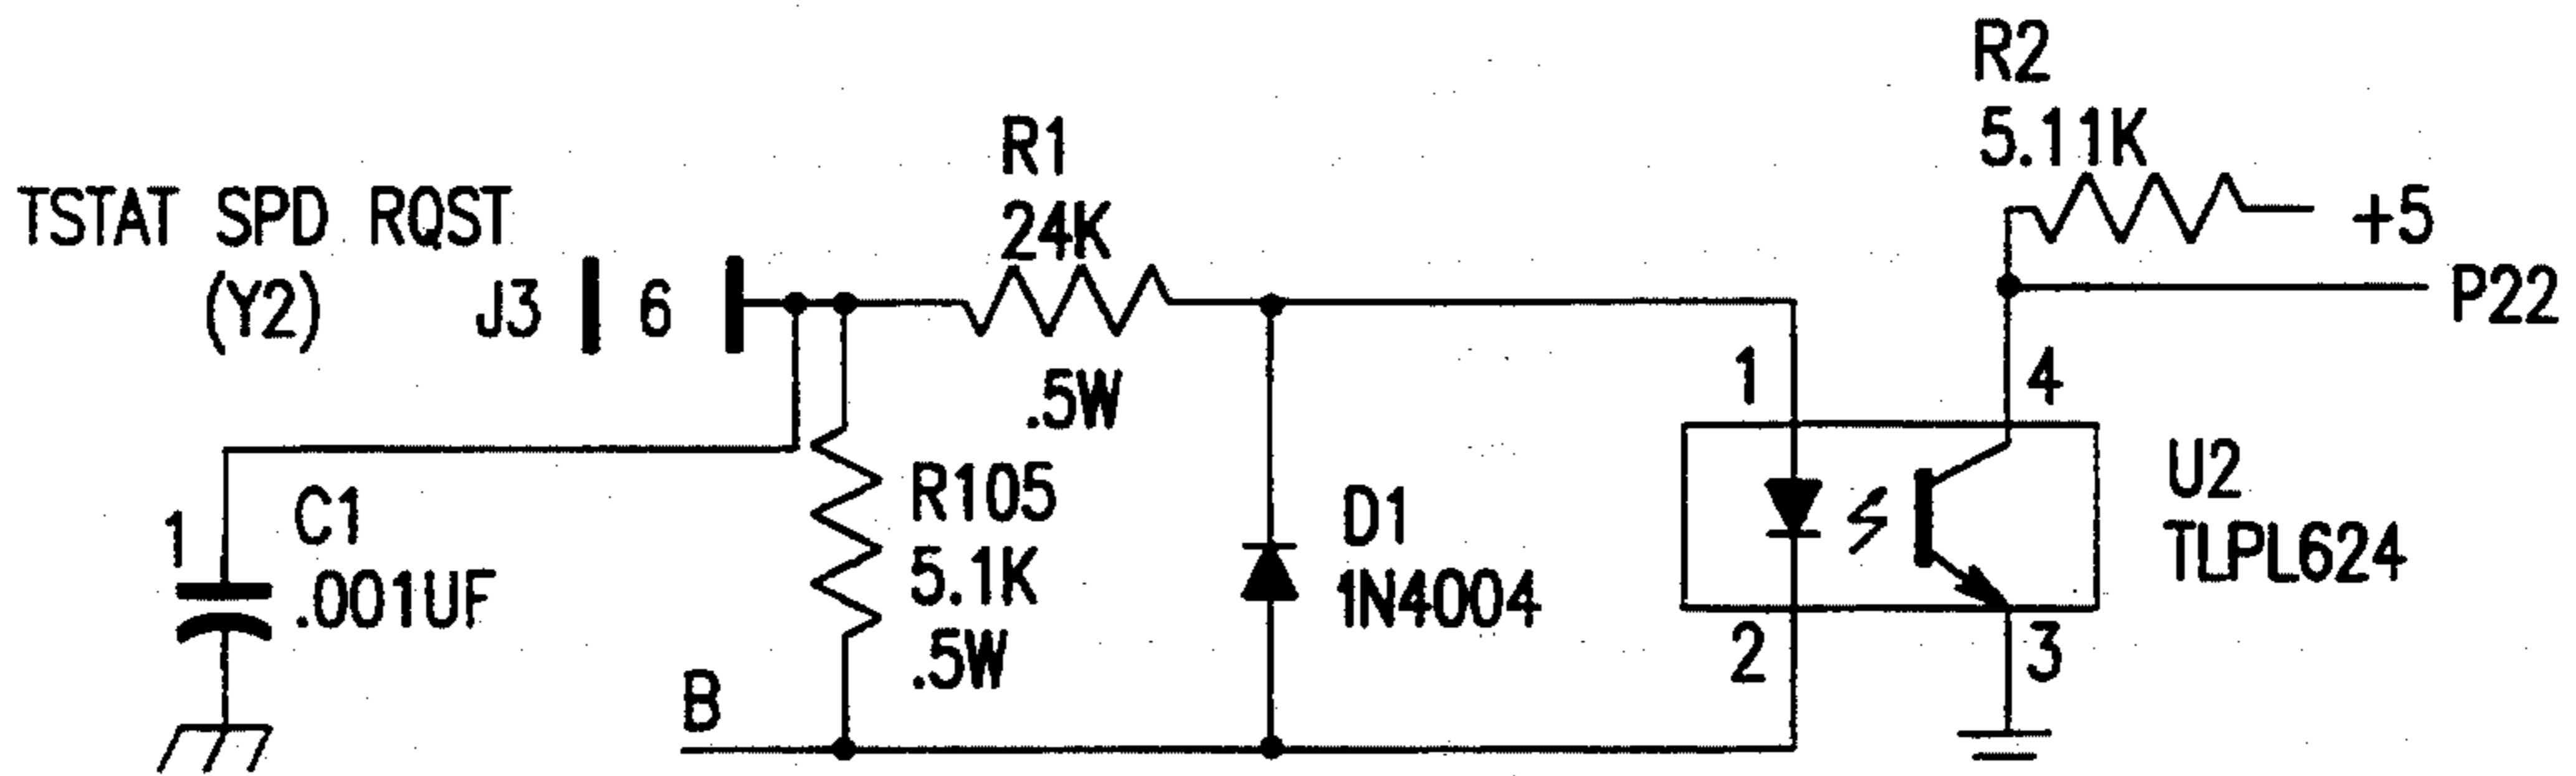 TSTAT SPD RQST
(Y2)
J3
6
R1
24K
.5W
R2
5.11K
+5
P22
1
4
C1
.001UF
1
R105
5.1K
.5W
D1
1N4004
U2
TLPL624
2
3
B